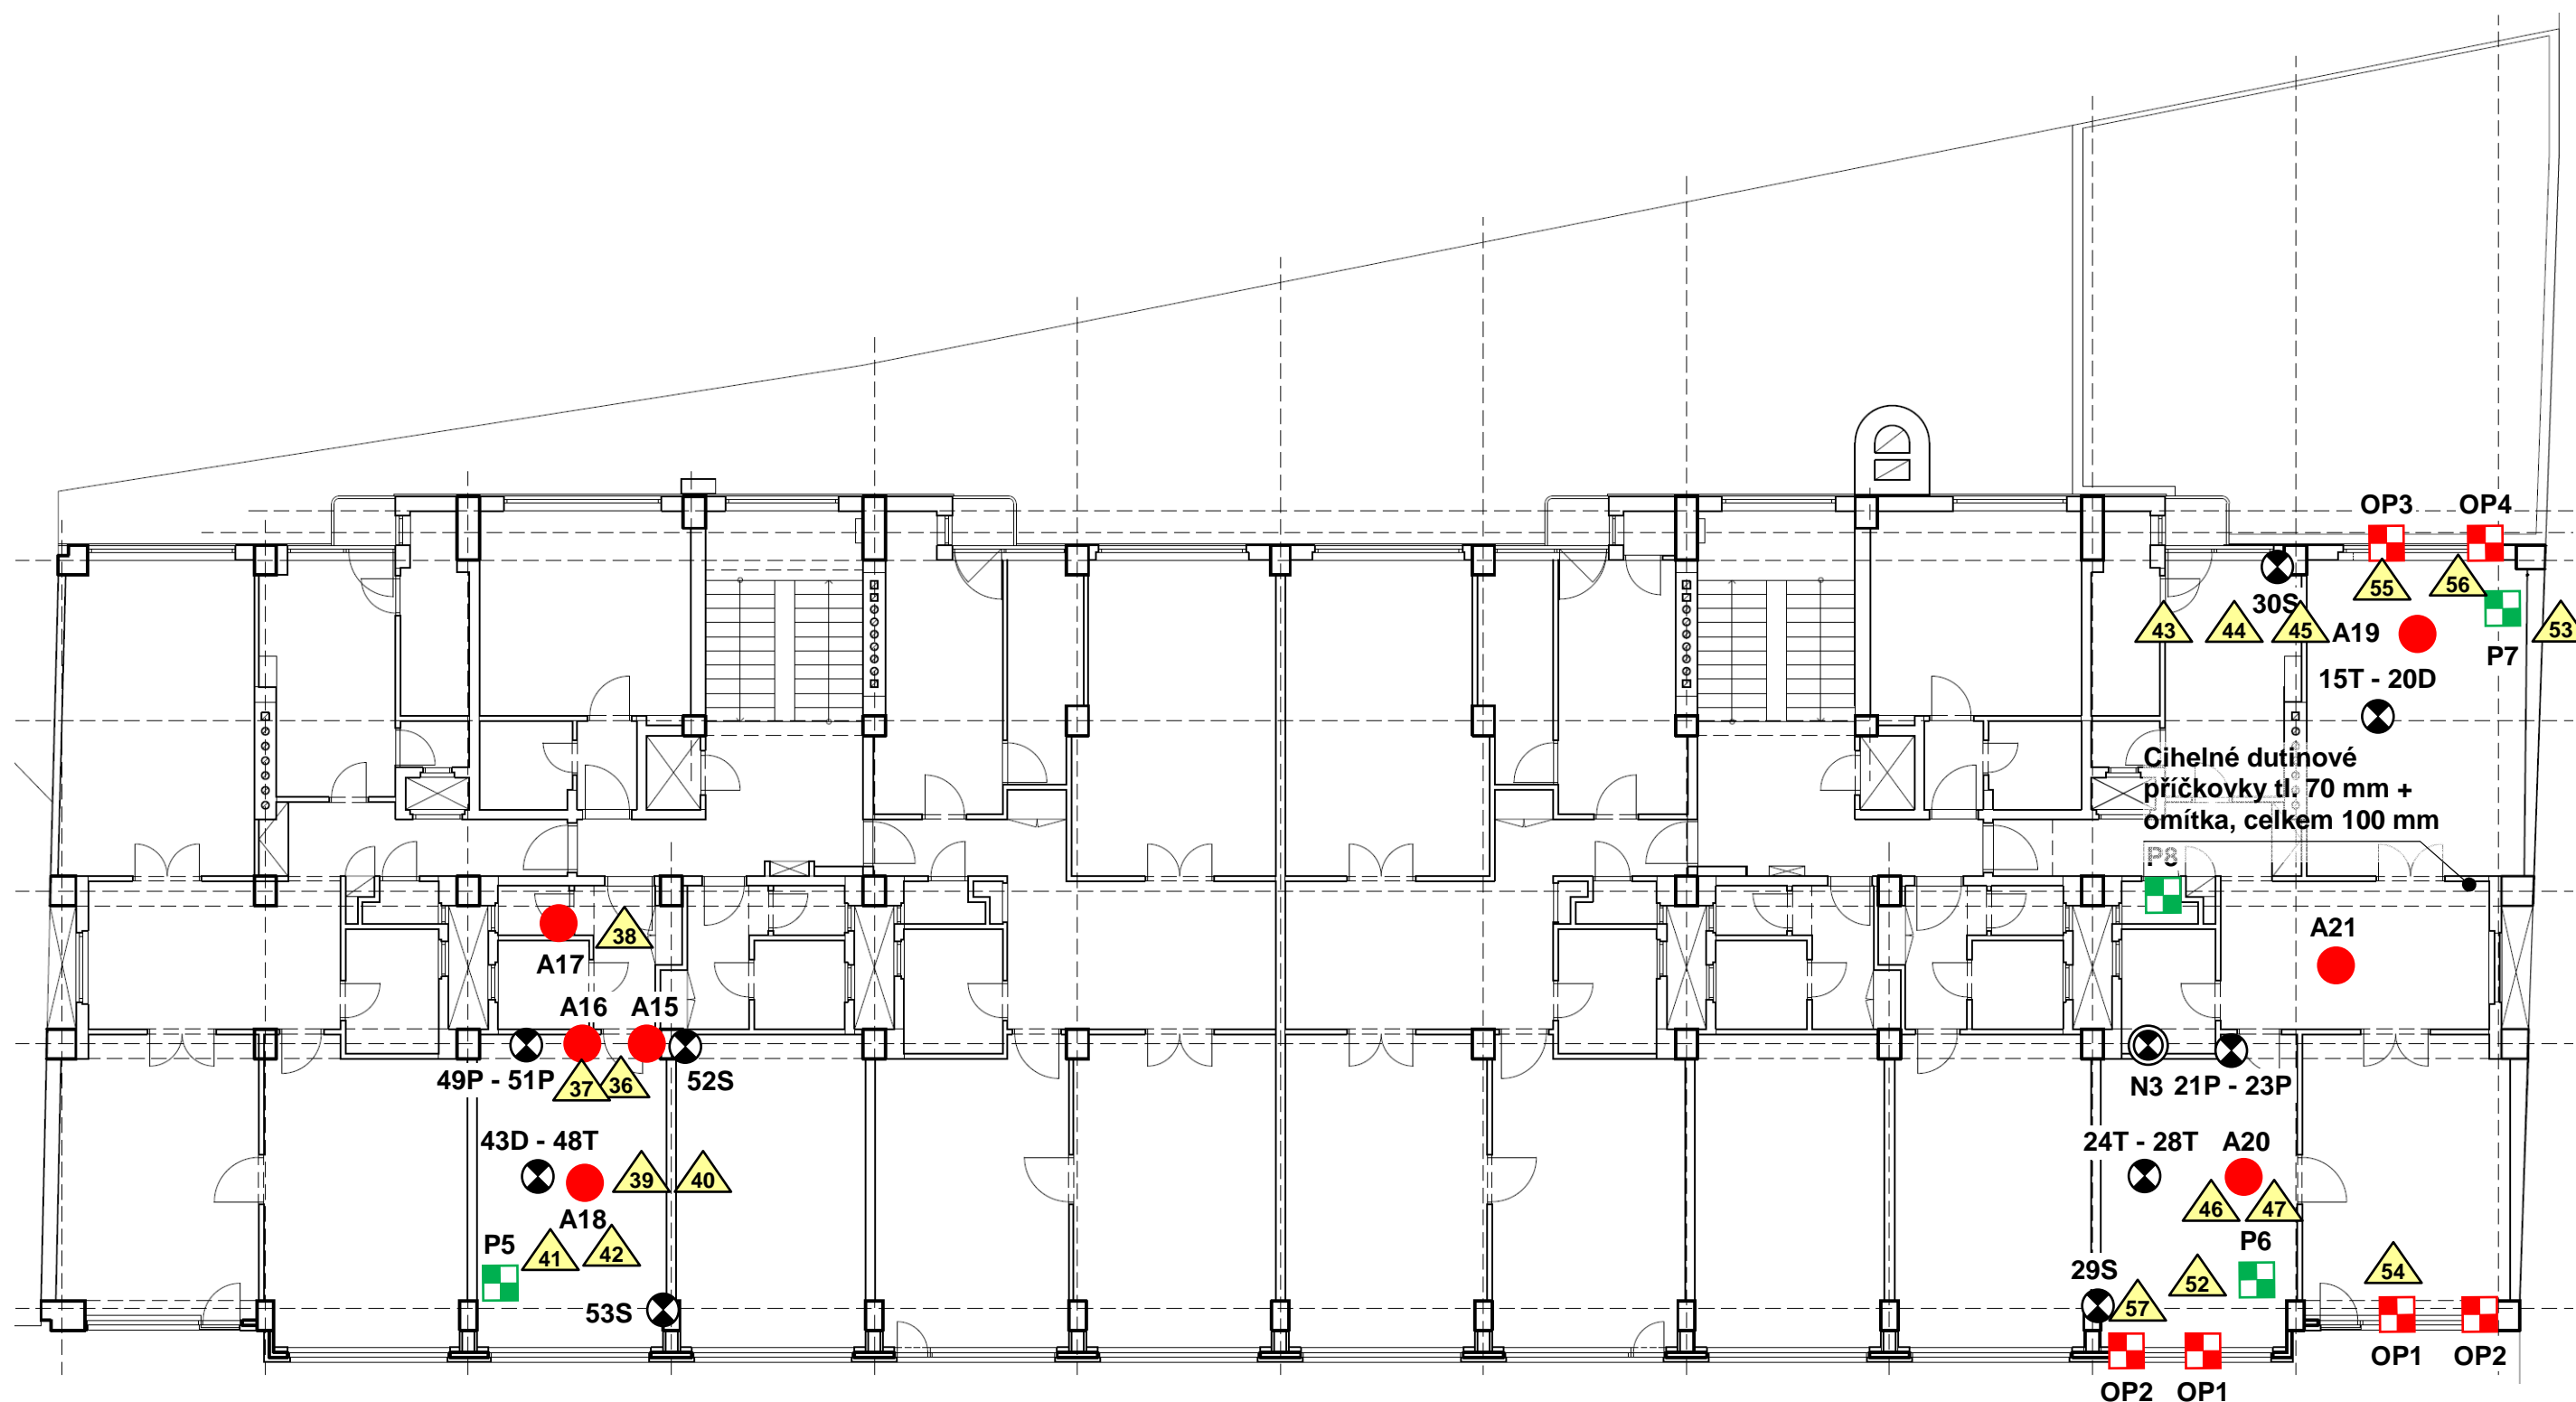 OP3 OP4
55 56
30S
43 44 45 A19 53
P7
15T - 20D
Cihelné dutinové
příčkovky tl. 70 mm +
omítka, celkem 100 mm
P8
38 A21
A17
A16 A15
49P - 51P 37 36 52S
N3 21P - 23P
43D - 48T 24T - 28T A20
39 40
46 47
A18
P5 41 42 P6
29S 52 54
53S 57
OP1 OP2
OP2 OP1